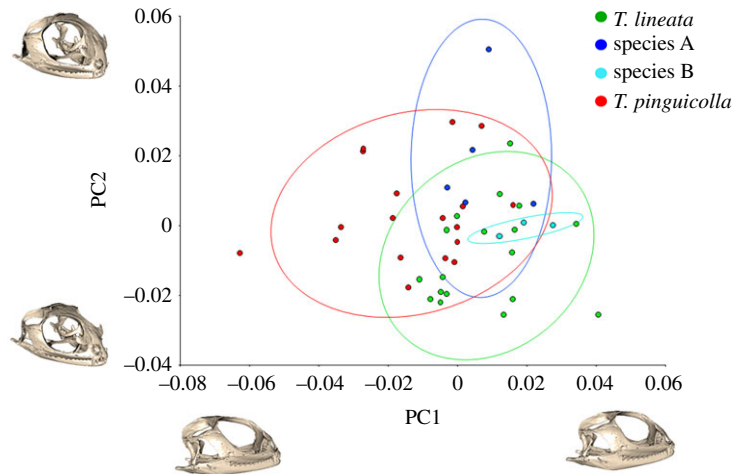 0.06
T. lineata
species A
species B
T. pinguicolla
0.04
0.02
PC2
0
–0.02
–0.04
–0.08 –0.06 –0.04 –0.02 0 0.02 0.04 0.06
PC1